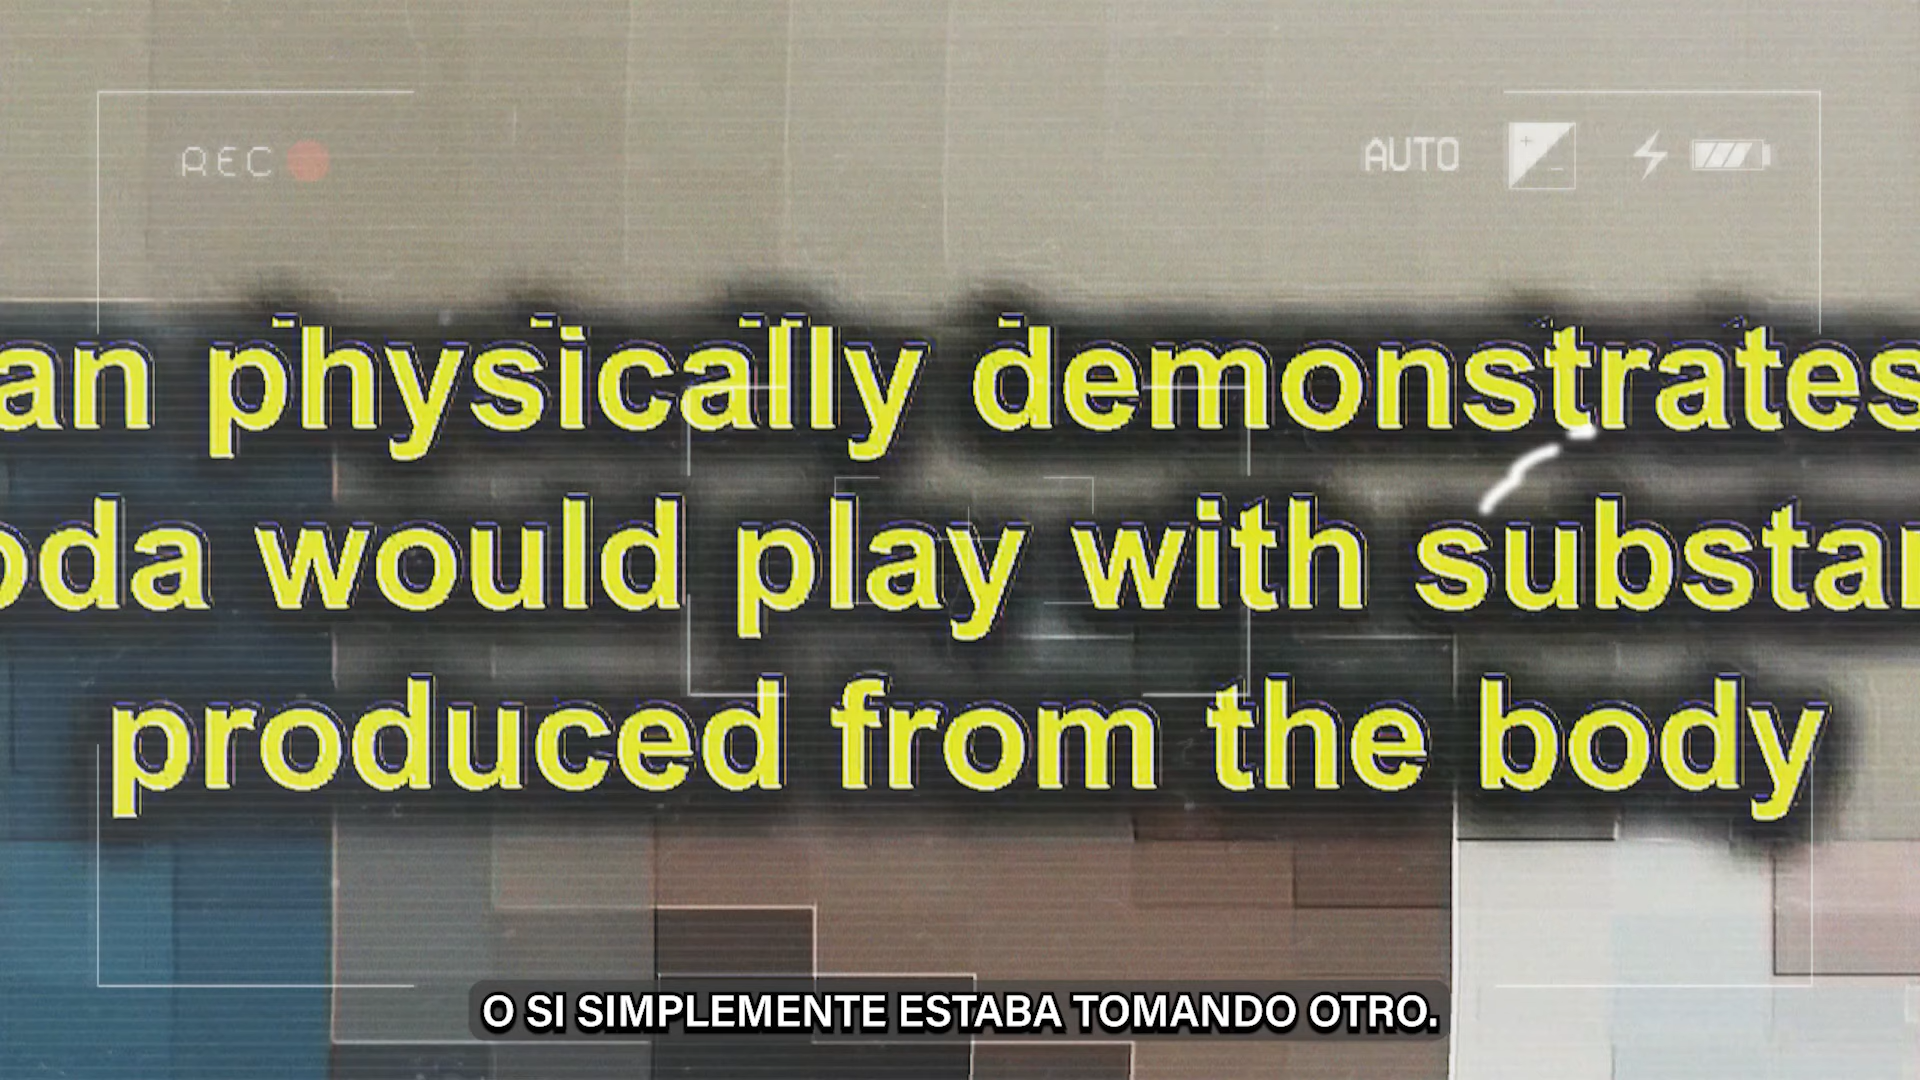 REC
AUTO
an physically demonstrates
oda would play with substan
produced from the body
O SI SIMPLEMENTE ESTABA TOMANDO OTRO.